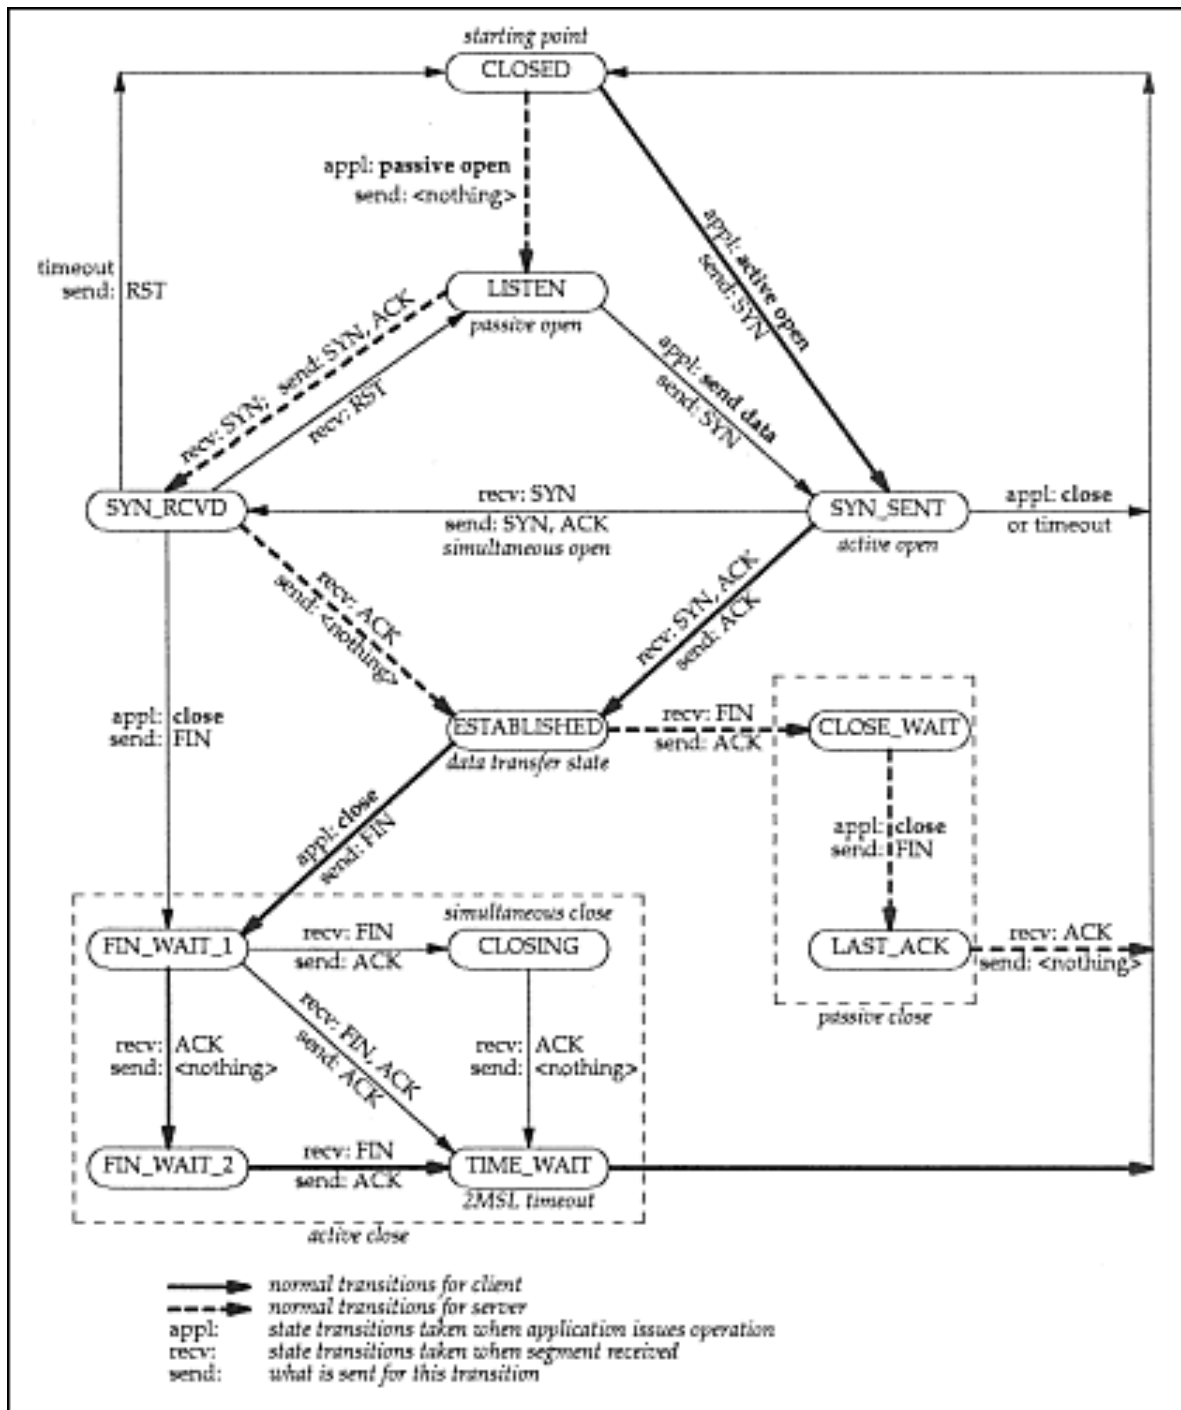 starting point
CLOSED
appl: passive open
send: <nothing>
appl: active open
send: SYN
timeout
send: RST
LISTEN
passive open
recv: SYN; send: SYN, ACK
recv: RST
appl: send data
send: SYN
SYN_RCVD
recv: SYN
send: SYN, ACK
simultaneous open
SYN_SENT
active open
appl: close
or timeout
recv: ACK
send: <nothing>
recv: SYN, ACK
send: ACK
appl: close
send: FIN
ESTABLISHED
data transfer state
recv: FIN
send: ACK
CLOSE_WAIT
appl: close
send: FIN
appl: close
send: FIN
simultaneous close
FIN_WAIT_1
recv: FIN
send: ACK
CLOSING
LAST_ACK
recv: ACK
send: <nothing>
passive close
recv: ACK
send: <nothing>
recv: FIN, ACK
send: ACK
recv: ACK
send: <nothing>
FIN_WAIT_2
recv: FIN
send: ACK
TIME_WAIT
2MSL timeout
active close
normal transitions for client
normal transitions for server
appl: state transitions taken when application issues operation
recv: state transitions taken when segment received
send: what is sent for this transition